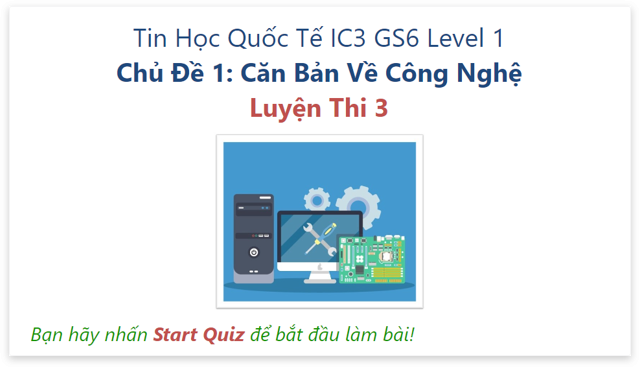 Tin Học Quốc Tế IC3 GS6 Level 1
Chủ Đề 1: Căn Bản Về Công Nghệ
Luyện Thi 3
Bạn hãy nhấn Start Quiz để bắt đầu làm bài!